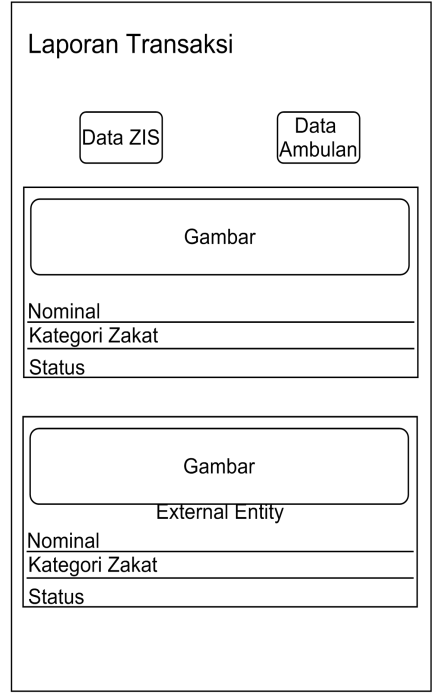 Laporan Transaksi
Data ZIS
Data
Ambulan
Gambar
Nominal
Kategori Zakat
Status
Gambar
External Entity
Nominal
Kategori Zakat
Status